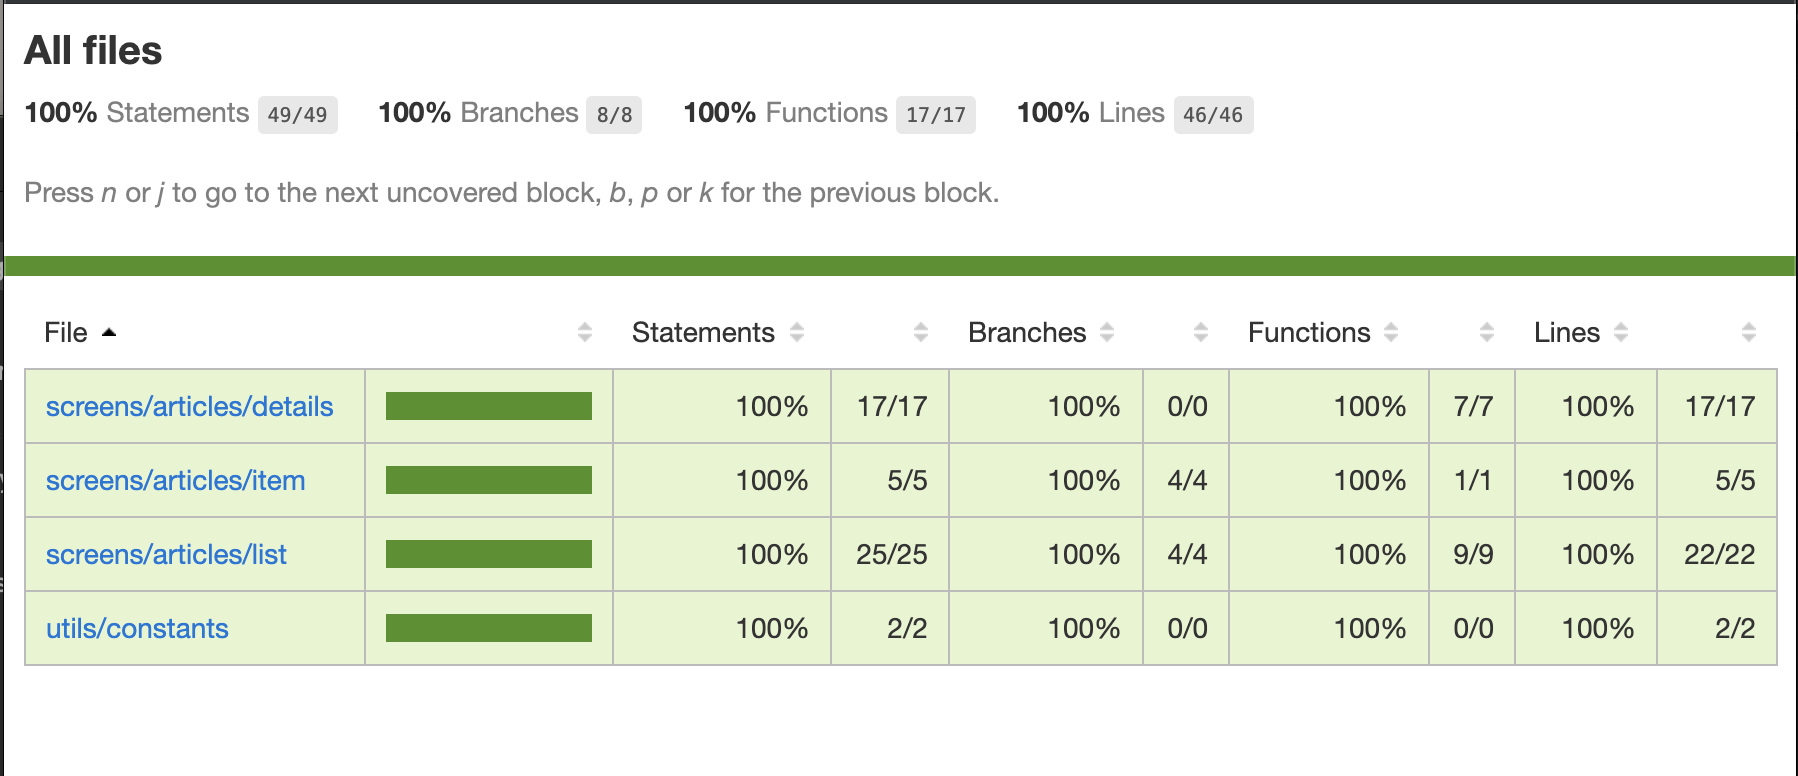 All files
100% Statements 49/49 100% Branches 8/8 100% Functions 17/17 100% Lines 46/46
Press n or j to go to the next uncovered block, b, p or k for the previous block.
File Statements Branches Functions Lines
screens/articles/details 100% 17/17 100% 0/0 100% 7/7 100% 17/17
screens/articles/item 100% 5/5 100% 4/4 100% 1/1 100% 5/5
screens/articles/list 100% 25/25 100% 4/4 100% 9/9 100% 22/22
utils/constants 100% 2/2 100% 0/0 100% 0/0 100% 2/2